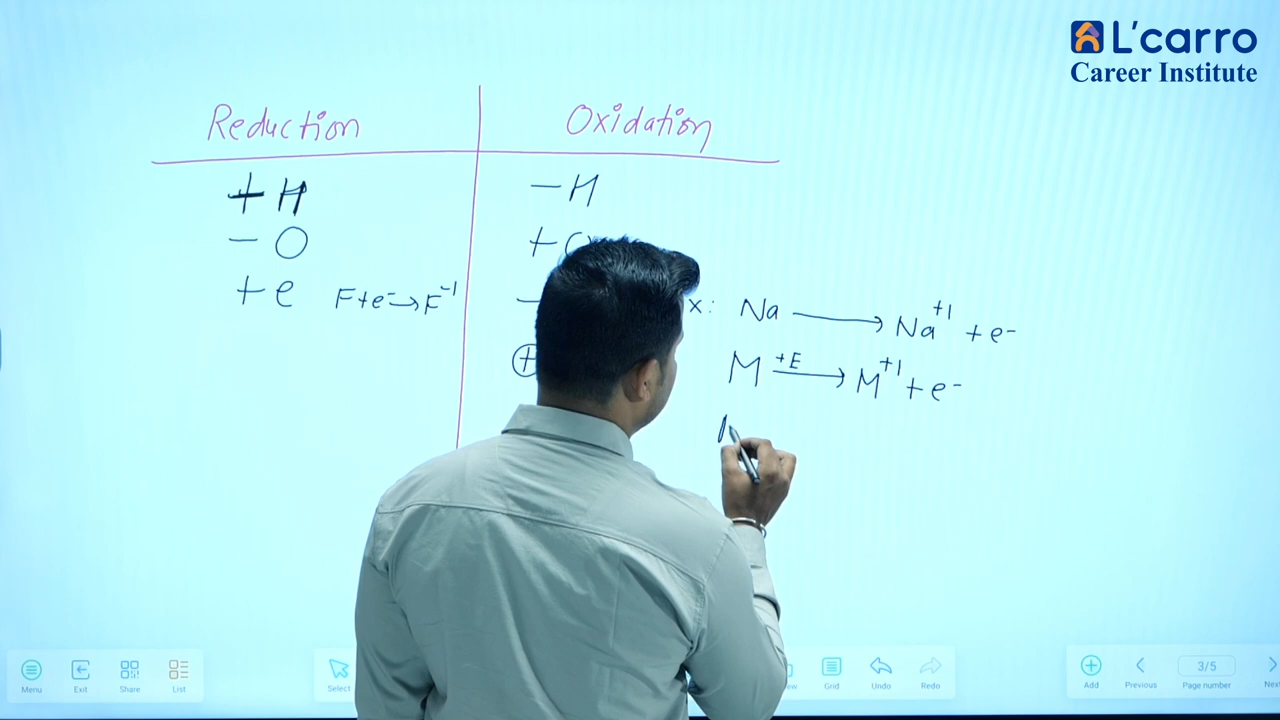 L'carro
Career Institute
Reduction
Oxidation
+ H
- H
- O
+ O
+ e
F + e⁻ → F⁻¹
x: Na → Na⁺¹ + e⁻
M +E → M⁺¹ + e⁻
Menu
Exit
Share
List
Select
Grid
Undo
Redo
Add
Previous
3/5
Page number